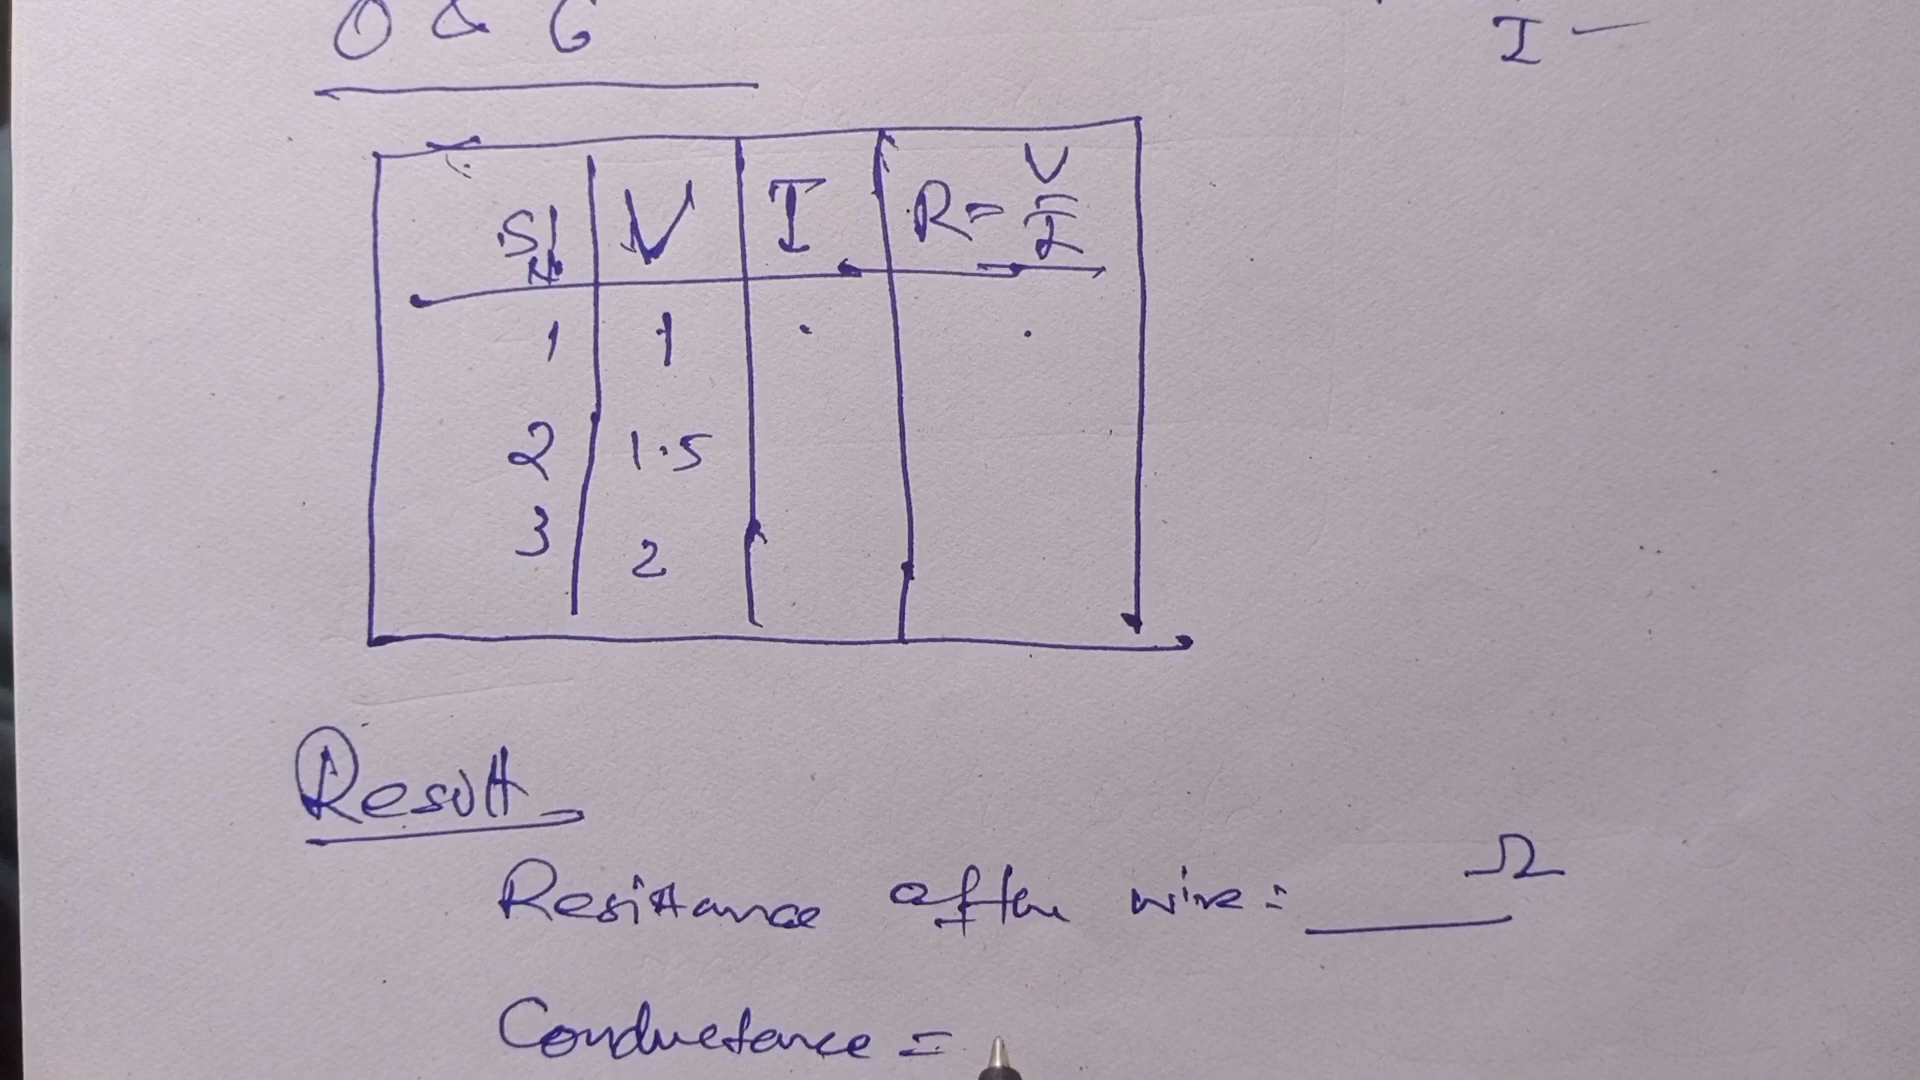 O & C
I —
Sl No. V I R = V/I
1 1 .
2 1.5
3 2
Result
Resistance of the wire = ____ Ω
Conductance =